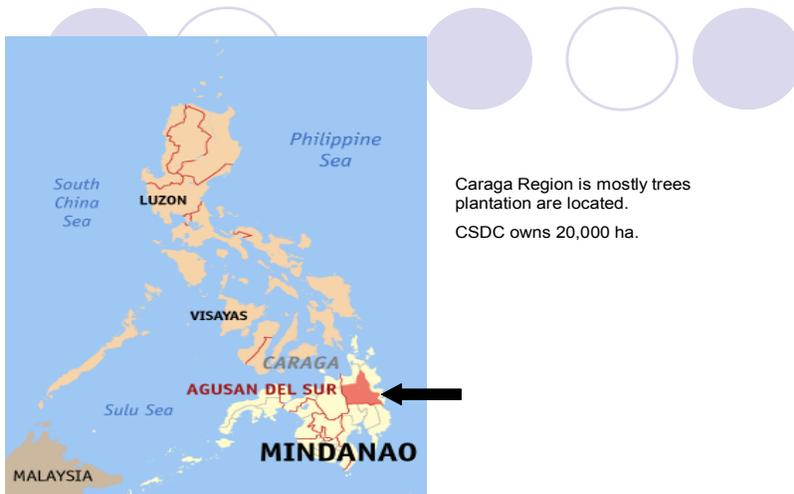 Philippine
Sea
South
China
Sea
LUZON
Caraga Region is mostly trees
plantation are located.
CSDC owns 20,000 ha.
VISAYAS
CARAGA
AGUSAN DEL SUR
Sulu Sea
MINDANAO
MALAYSIA